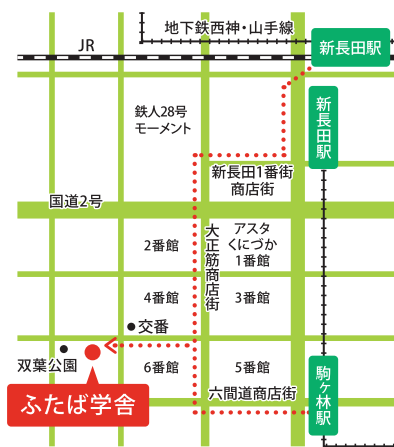 地下鉄西神・山手線
JR
新長田駅
鉄人28号
モーメント
新長田駅
新長田1番街
商店街
国道2号
大正筋商店街
アスタ
くにづか
1番館
2番館
4番館
3番館
交番
双葉公園
6番館
5番館
六間道商店街
駒ヶ林駅
ふたば学舎